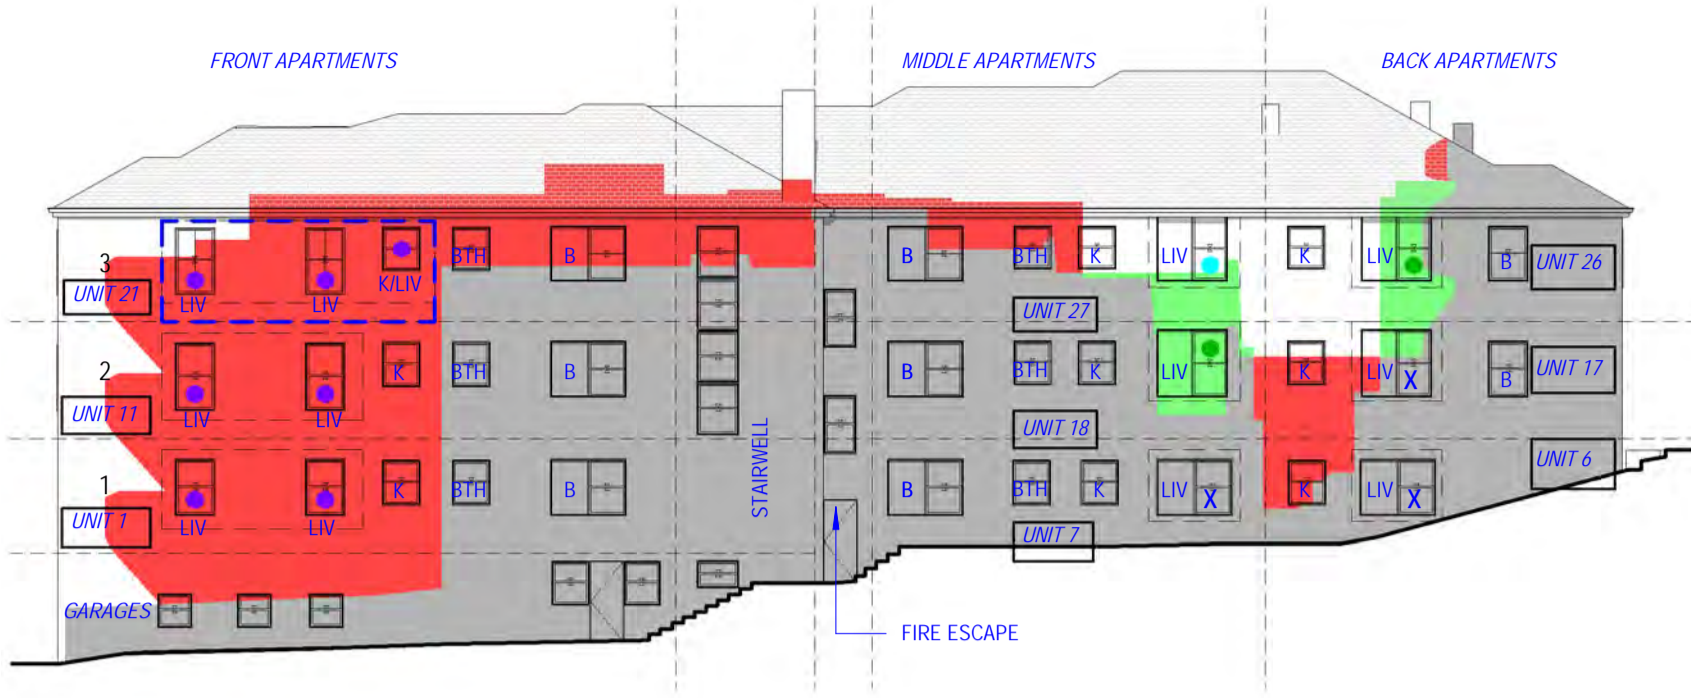 FRONT APARTMENTS
MIDDLE APARTMENTS
BACK APARTMENTS
3
UNIT 21
LIV
LIV
K/LIV
BTH
B
B
BTH
K
LIV
K
LIV
B
UNIT 26
UNIT 27
2
UNIT 11
LIV
LIV
K
BTH
B
B
BTH
K
LIV
K
LIV
X
B
UNIT 17
UNIT 18
1
UNIT 1
LIV
LIV
K
BTH
B
STAIRWELL
B
BTH
K
LIV
X
K
LIV
X
UNIT 6
UNIT 7
GARAGES
FIRE ESCAPE